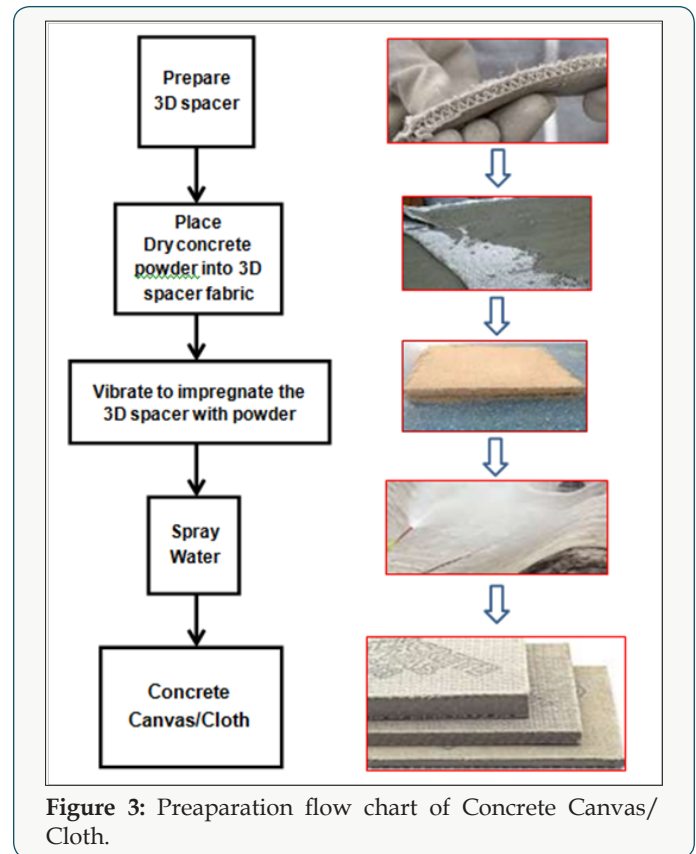 Prepare
3D spacer
Place
Dry concrete
powder into 3D
spacer fabric
Vibrate to impregnate the
3D spacer with powder
Spray
Water
Concrete
Canvas/Cloth
Figure 3: Preaparation flow chart of Concrete Canvas/
Cloth.